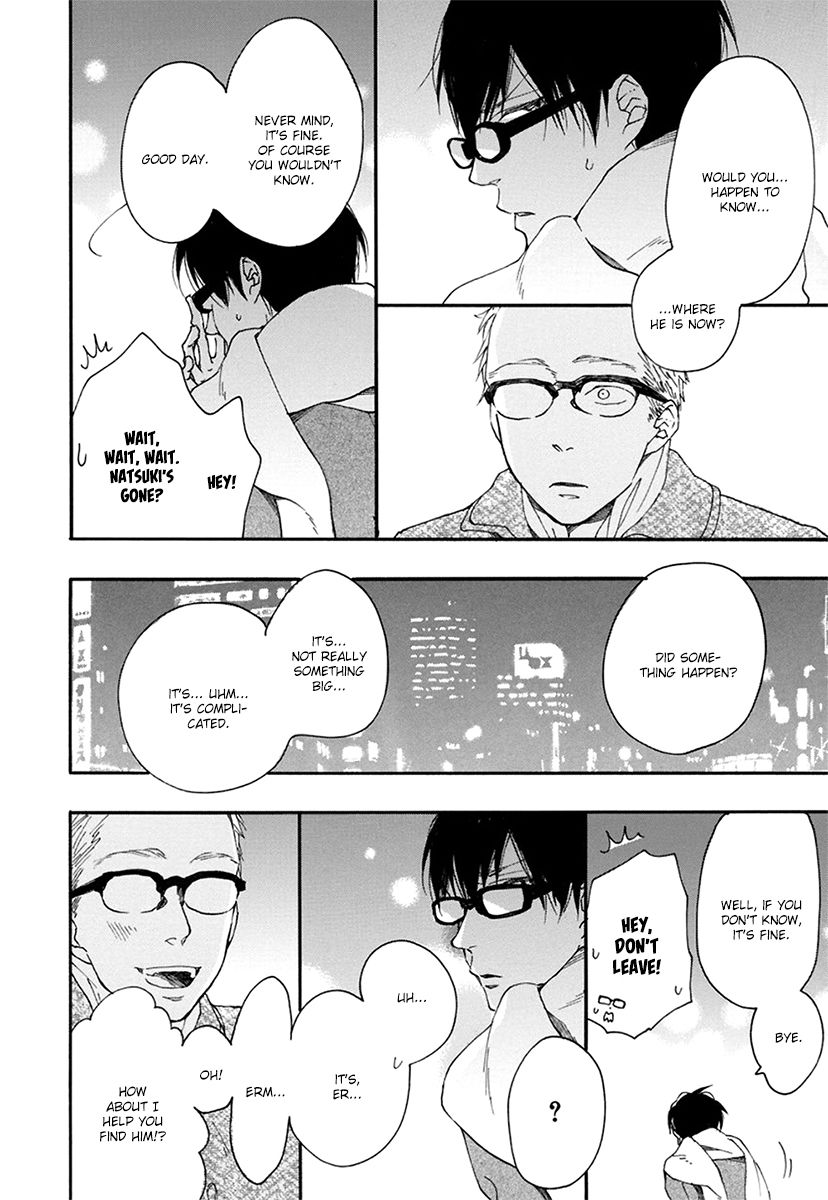 WOULD YOU...
HAPPEN TO
KNOW...
...WHERE
HE IS NOW?
NEVER MIND,
IT'S FINE.
OF COURSE
YOU WOULDN'T
KNOW.
GOOD DAY.
HEY!
WAIT,
WAIT, WAIT.
NATSUKI'S
GONE?
DID SOME-
THING HAPPEN?
IT'S...
NOT REALLY
SOMETHING
BIG...
IT'S... UHM...
IT'S COMPLI-
CATED.
WELL, IF YOU
DON'T KNOW,
IT'S FINE.
BYE.
HEY,
DON'T
LEAVE!
?
UH...
IT'S,
ER...
ERM...
OH!
HOW
ABOUT I
HELP YOU
FIND HIM!?